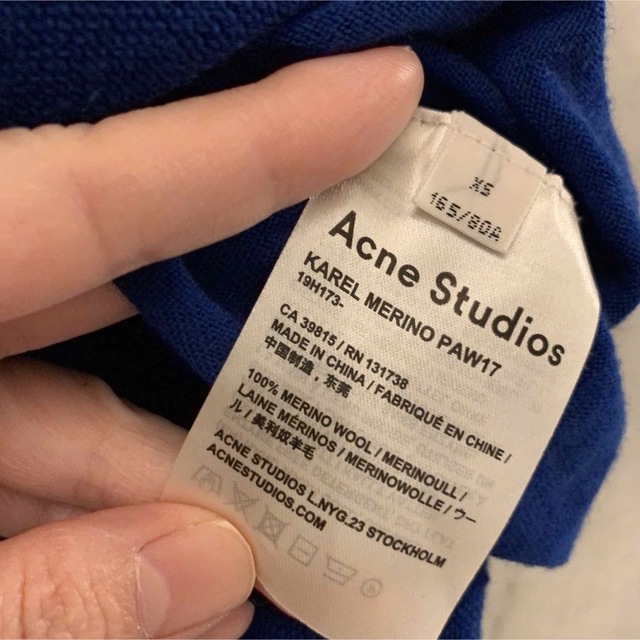 XS
165/80A
Acne Studios
KAREL MERINO PAW17
19H173-
CA 39815 / RN 131738
MADE IN CHINA / FABRIQUÉ EN CHINE /
中国制造，东莞
100% MERINO WOOL / MERINOULL /
LAINE MERINOS / MERINOWOLLE / ウー
ル / 美利奴羊毛
ACNE STUDIOS L.NYG.23 STOCKHOLM
ACNESTUDIOS.COM